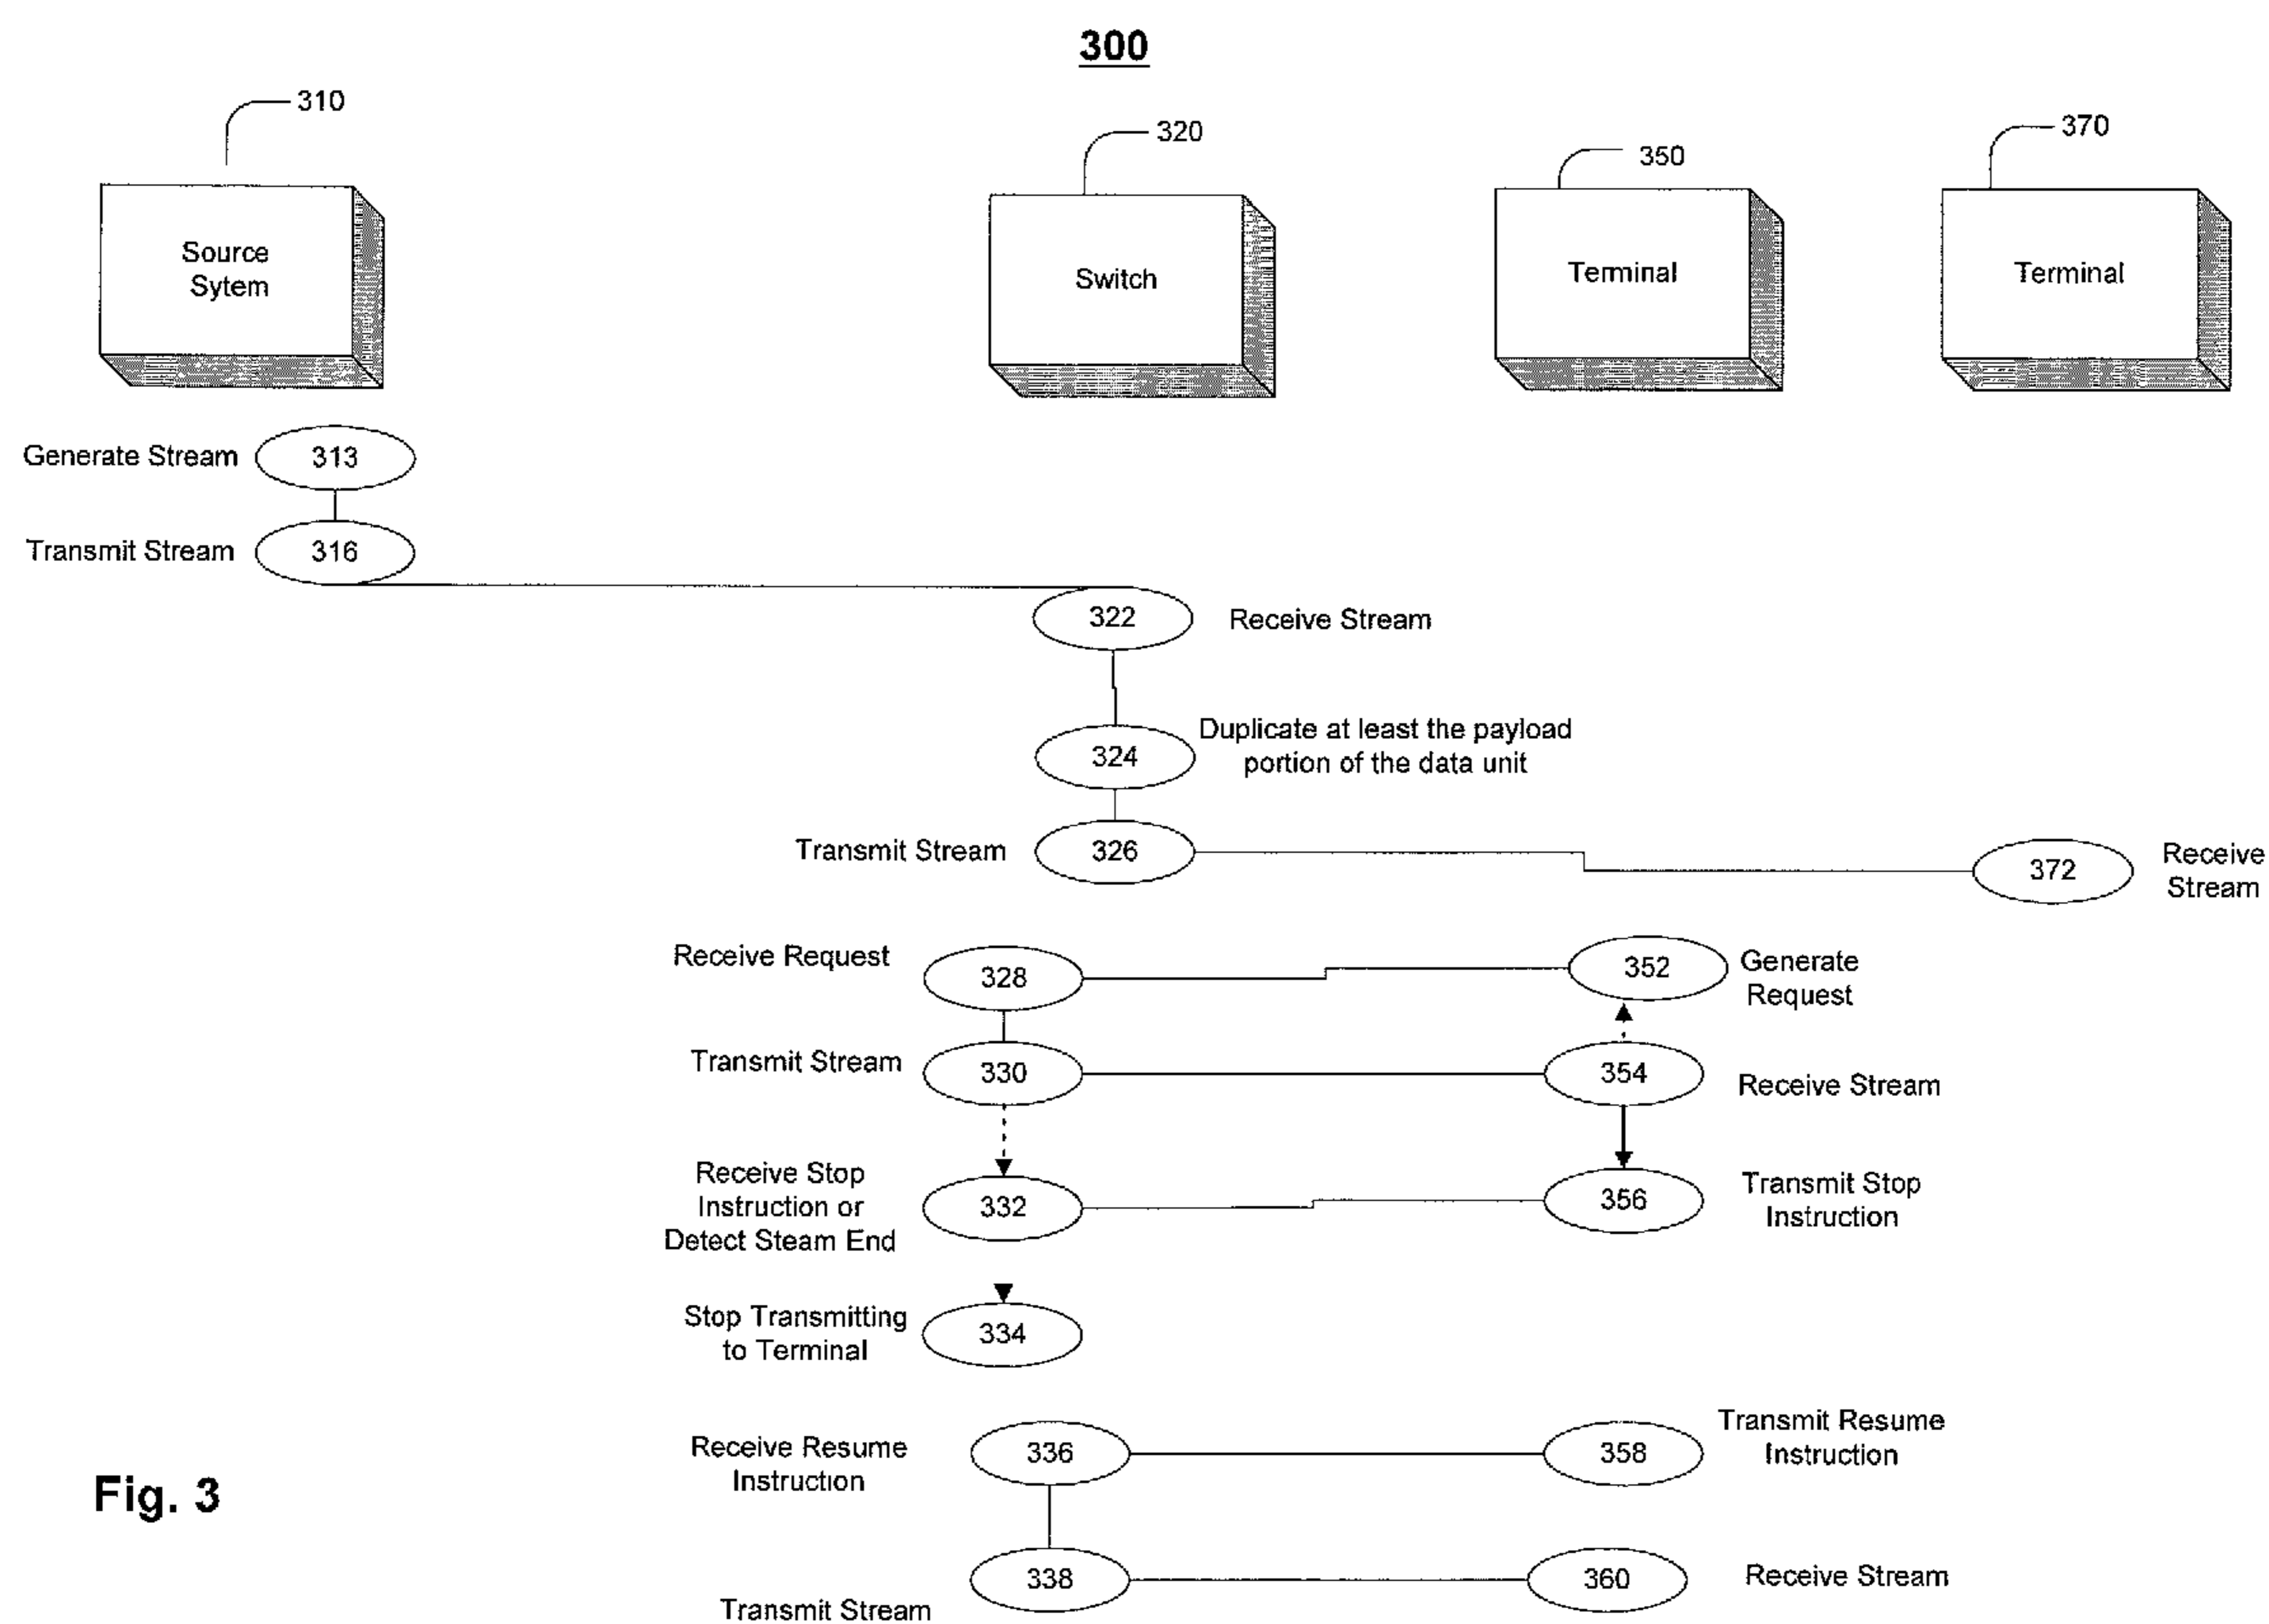 300
310
320
350
370
Source
Sytem
Switch
Terminal
Terminal
Generate Stream
313
Transmit Stream
316
322
Receive Stream
324
Duplicate at least the payload
portion of the data unit
Transmit Stream
326
372
Receive
Stream
Receive Request
328
352
Generate
Request
Transmit Stream
330
354
Receive Stream
Receive Stop
Instruction or
Detect Steam End
332
356
Transmit Stop
Instruction
Stop Transmitting
to Terminal
334
Receive Resume
Instruction
336
358
Transmit Resume
Instruction
Fig. 3
Transmit Stream
338
360
Receive Stream